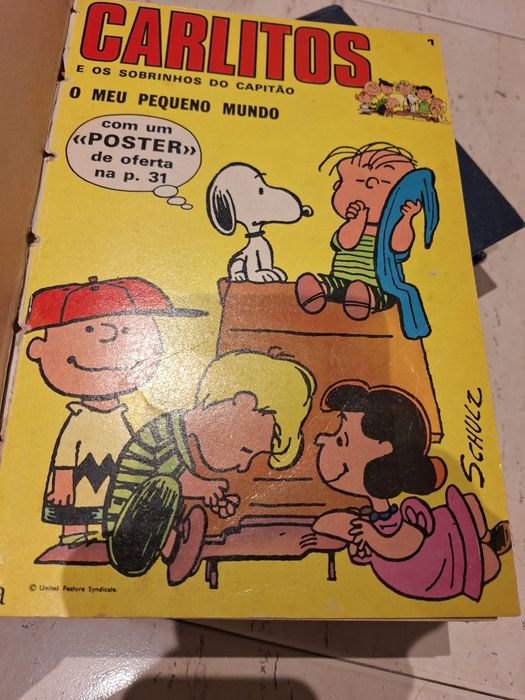 CARLITOS
1
E OS SOBRINHOS DO CAPITÃO
O MEU PEQUENO MUNDO
com um
«POSTER»
de oferta
na p. 31
SCHULZ
© United Feature Syndicate.
a